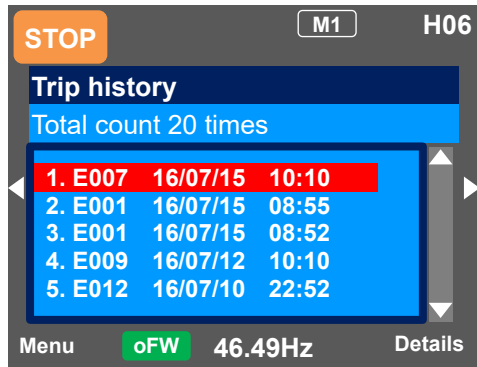 STOP M1 H06
Trip history
Total count 20 times
1. E007 16/07/15 10:10
2. E001 16/07/15 08:55
3. E001 16/07/15 08:52
4. E009 16/07/12 10:10
5. E012 16/07/10 22:52
Menu oFW 46.49Hz Details